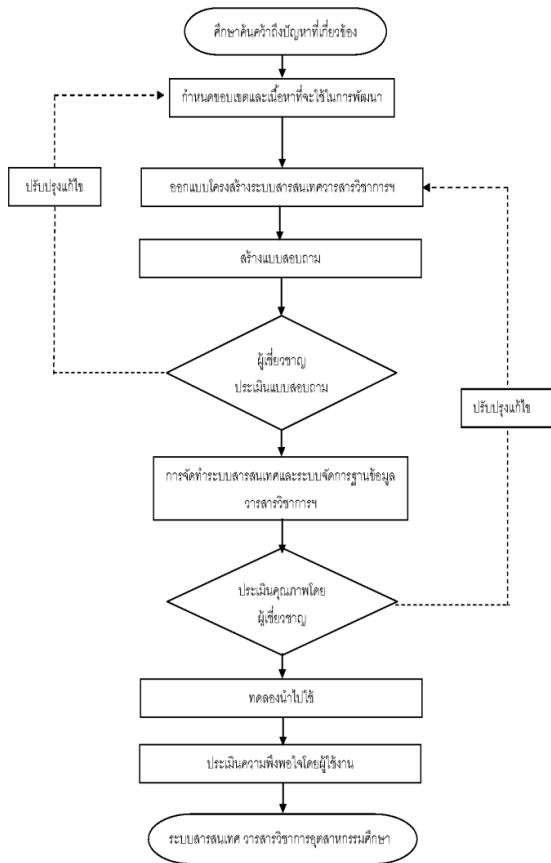 ศึกษาค้นคว้าถึงปัญหาที่เกี่ยวข้อง
กำหนดขอบเขตและเนื้อหาที่จะใช้ในการพัฒนา
ปรับปรุงแก้ไข
ออกแบบโครงสร้างระบบสารสนเทศวารสารวิชาการฯ
สร้างแบบสอบถาม
ผู้เชี่ยวชาญ
ประเมินแบบสอบถาม
ปรับปรุงแก้ไข
การจัดทำระบบสารสนเทศและระบบจัดการฐานข้อมูล
วารสารวิชาการฯ
ประเมินคุณภาพโดย
ผู้เชี่ยวชาญ
ทดลองนำไปใช้
ประเมินความพึงพอใจโดยผู้ใช้งาน
ระบบสารสนเทศ วารสารวิชาการอุตสาหกรรมศึกษา